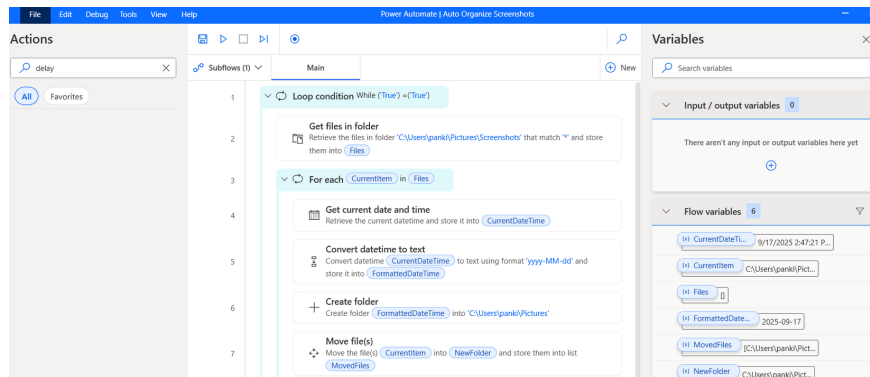 File Edit Debug Tools View Help Power Automate | Auto Organize Screenshots
Actions
delay
All Favorites
Subflows (1) Main New
1 Loop condition While ('True') =('True')
2 Get files in folder
Retrieve the files in folder 'C:\Users\panki\Pictures\Screenshots' that match '*' and store
them into Files
3 For each CurrentItem in Files
4 Get current date and time
Retrieve the current datetime and store it into CurrentDateTime
5 Convert datetime to text
Convert datetime CurrentDateTime to text using format 'yyyy-MM-dd' and
store it into FormattedDateTime
6 Create folder
Create folder FormattedDateTime into 'C:\Users\panki\Pictures'
7 Move file(s)
Move the file(s) CurrentItem into NewFolder and store them into list
MovedFiles
Variables
Search variables
Input / output variables 0
There aren't any input or output variables here yet
Flow variables 6
(x) CurrentDateTi... 9/17/2025 2:47:21 P...
(x) CurrentItem C:\Users\panki\Pict...
(x) Files []
(x) FormattedDate... 2025-09-17
(x) MovedFiles [C:\Users\panki\Pict...
(x) NewFolder C:\Users\panki\Pict...